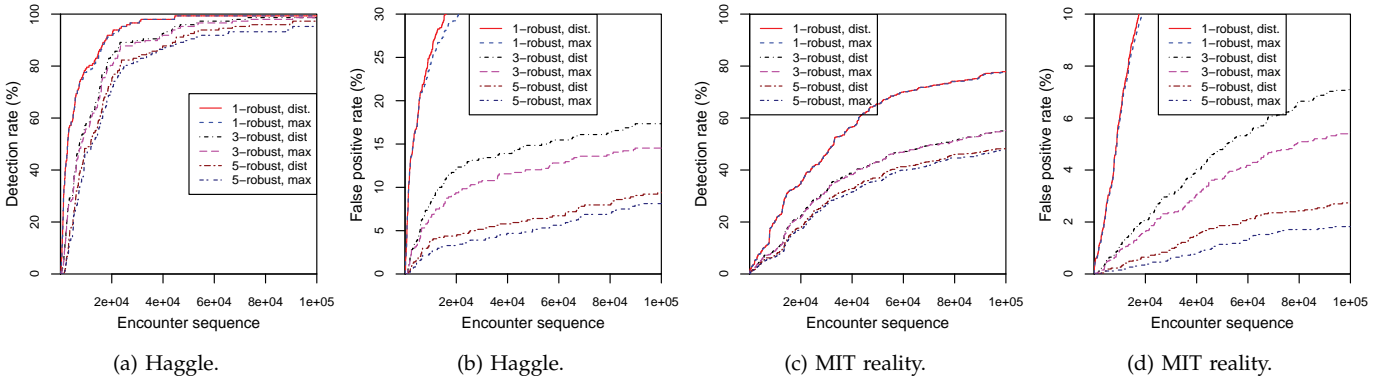 Detection rate (%)
0 20 40 60 80 100
1−robust, dist.
1−robust, max
3−robust, dist
3−robust, max
5−robust, dist
5−robust, max
2e+04 4e+04 6e+04 8e+04 1e+05
Encounter sequence
(a) Haggle.
False positive rate (%)
0 5 10 15 20 25 30
1−robust, dist.
1−robust, max
3−robust, dist
3−robust, max
5−robust, dist
5−robust, max
2e+04 4e+04 6e+04 8e+04 1e+05
Encounter sequence
(b) Haggle.
Detection rate (%)
0 20 40 60 80 100
1−robust, dist.
1−robust, max
3−robust, dist
3−robust, max
5−robust, dist
5−robust, max
2e+04 4e+04 6e+04 8e+04 1e+05
Encounter sequence
(c) MIT reality.
False positive rate (%)
0 2 4 6 8 10
1−robust, dist.
1−robust, max
3−robust, dist
3−robust, max
5−robust, dist
5−robust, max
2e+04 4e+04 6e+04 8e+04 1e+05
Encounter sequence
(d) MIT reality.